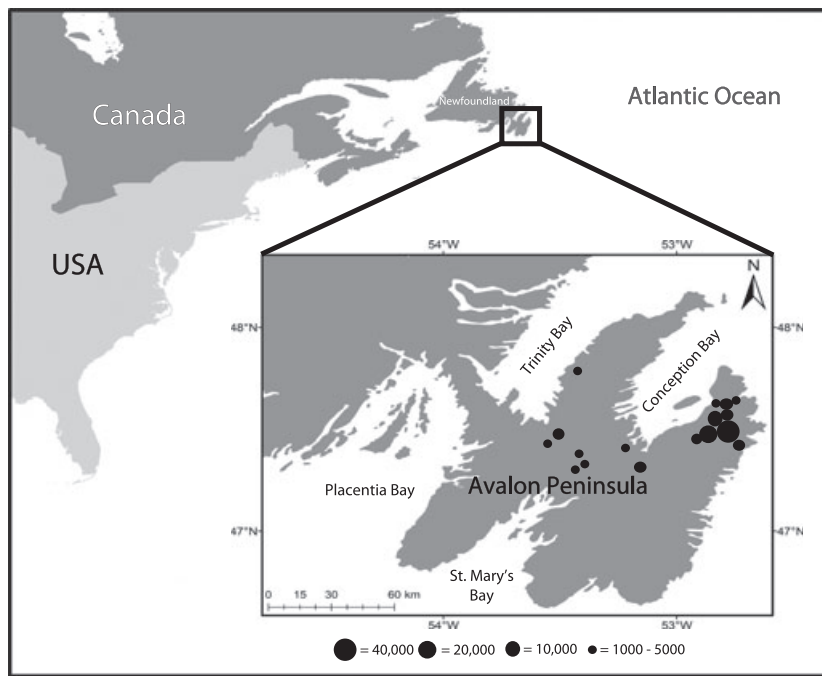 Newfoundland
Atlantic Ocean
Canada
USA
54°W
53°W
N
48°N
48°N
Trinity Bay
Conception Bay
Placentia Bay
Avalon Peninsula
47°N
47°N
St. Mary's
Bay
0 15 30 60 km
54°W
53°W
= 40,000 = 20,000 = 10,000 = 1000 - 5000